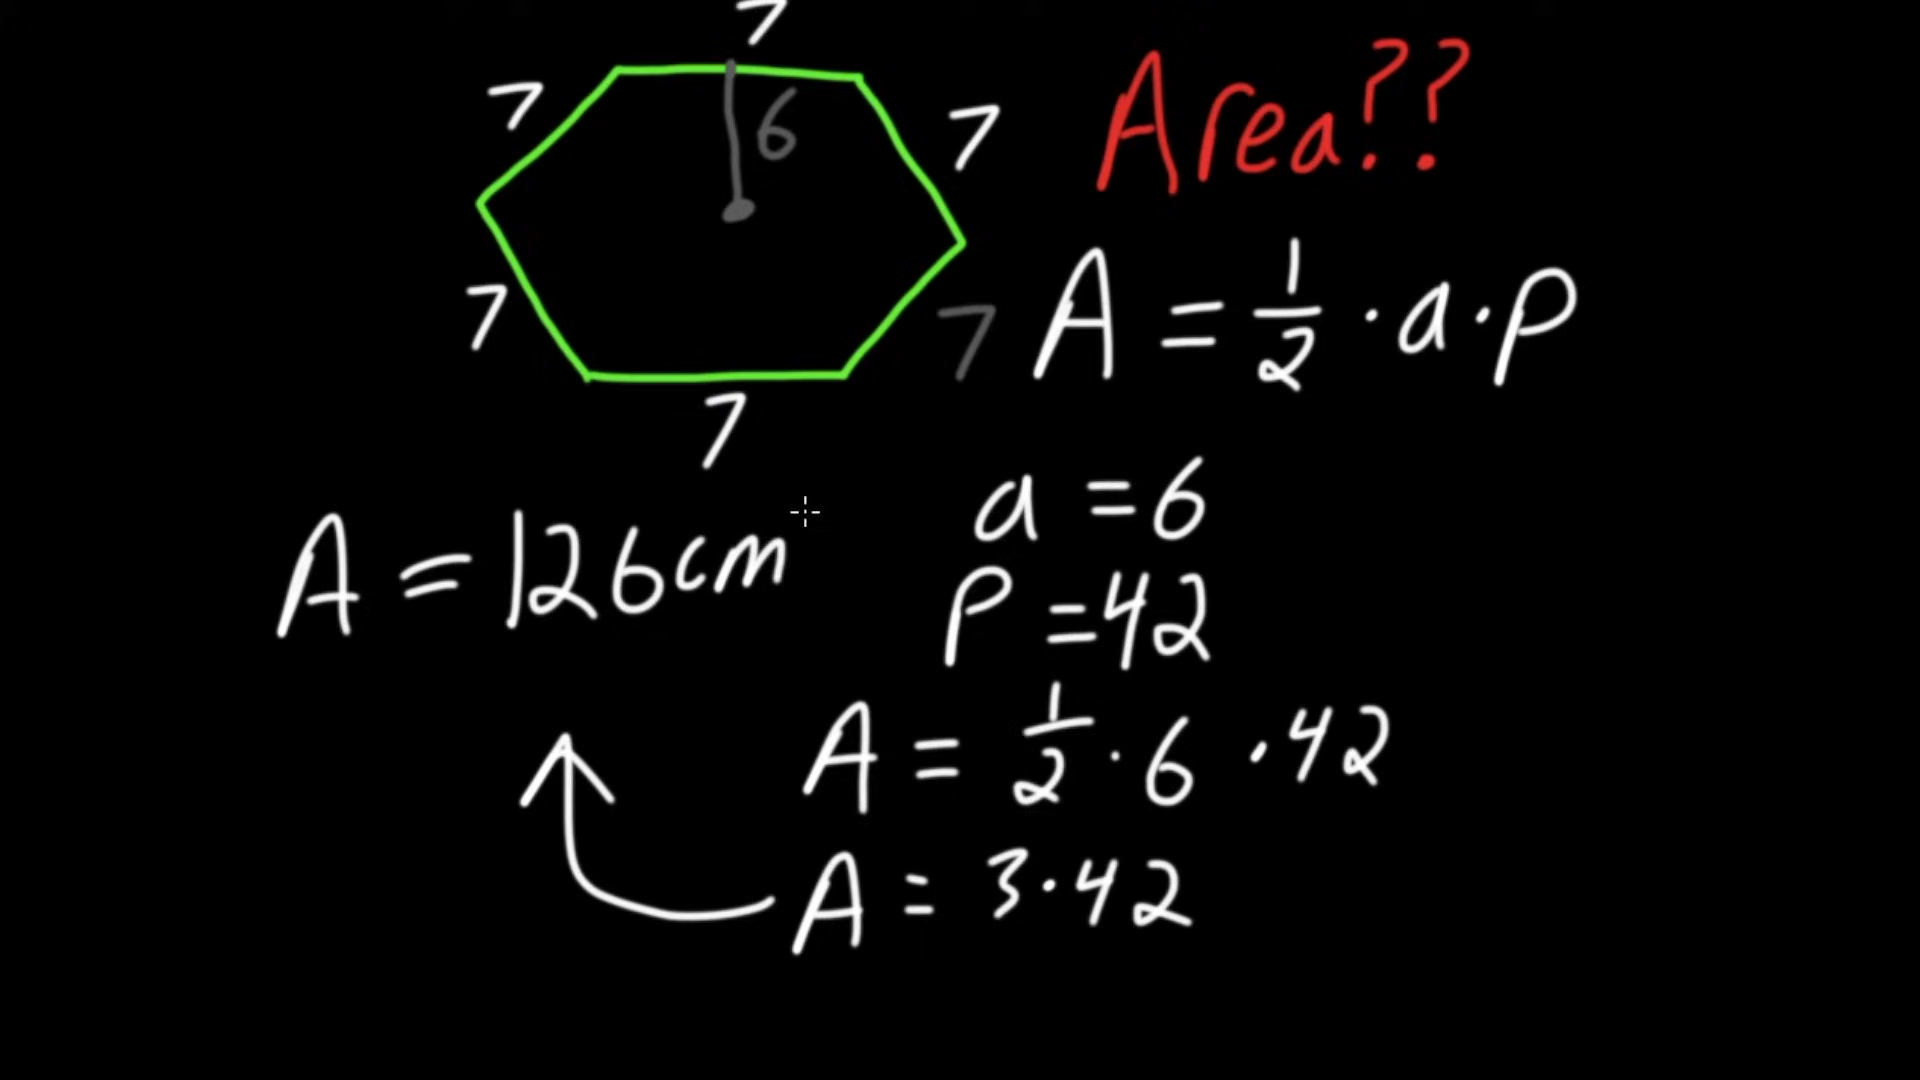 7
7
6
7
Area??
7
7
7
A = 1/2 · a · p
A = 126cm
a = 6
P = 42
A = 1/2 · 6 · 42
A = 3 · 42